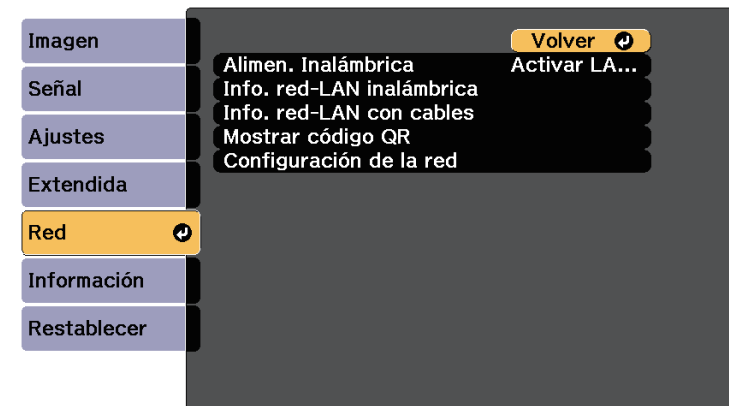 Imagen
Señal
Ajustes
Extendida
Red
Información
Restablecer
Volver
Alimen. Inalámbrica Activar LA...
Info. red-LAN inalámbrica
Info. red-LAN con cables
Mostrar código QR
Configuración de la red